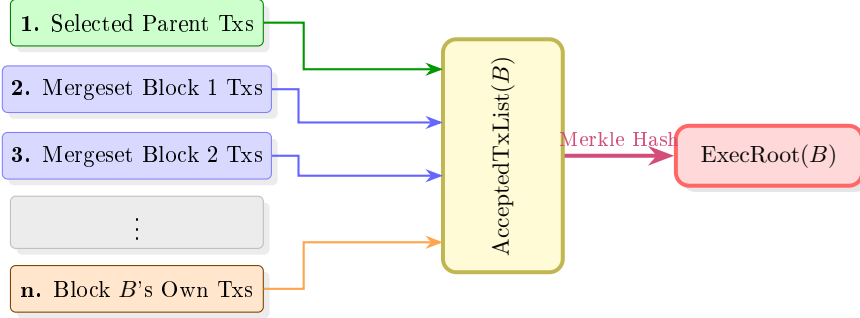 1. Selected Parent Txs
2. Mergeset Block 1 Txs
3. Mergeset Block 2 Txs
⋮
n. Block B's Own Txs
AcceptedTxList(B)
Merkle Hash
ExecRoot(B)